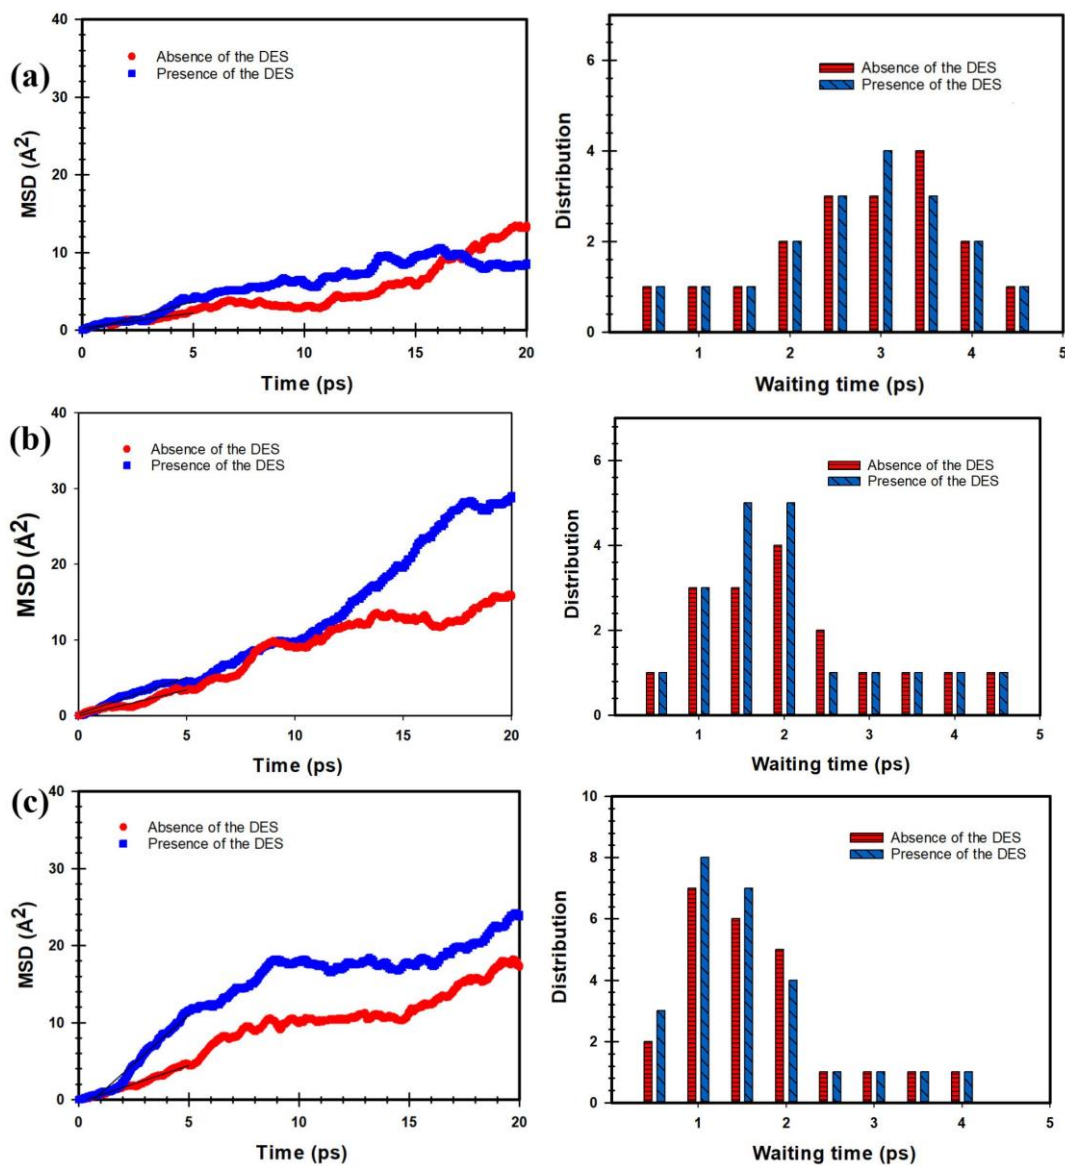 (a)
40
30
20
10
0
MSD (Å²)
Absence of the DES
Presence of the DES
0 5 10 15 20
Time (ps)
6
4
2
0
Distribution
Absence of the DES
Presence of the DES
1 2 3 4 5
Waiting time (ps)
(b)
40
30
20
10
0
MSD (Å²)
Absence of the DES
Presence of the DES
0 5 10 15 20
Time (ps)
6
4
2
0
Distribution
Absence of the DES
Presence of the DES
1 2 3 4 5
Waiting time (ps)
(c)
40
30
20
10
0
MSD (Å²)
Absence of the DES
Presence of the DES
0 5 10 15 20
Time (ps)
10
8
6
4
2
0
Distribution
Absence of the DES
Presence of the DES
1 2 3 4 5
Waiting time (ps)